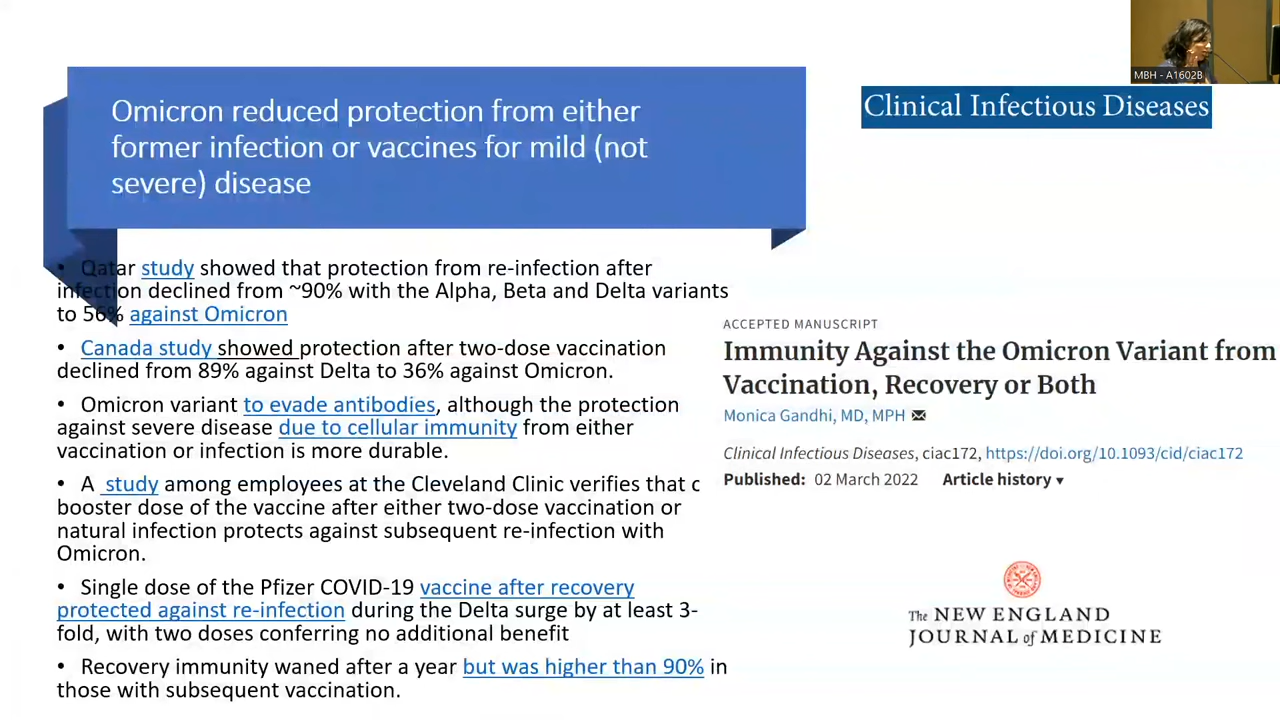 MBH - A1602B
Omicron reduced protection from either
former infection or vaccines for mild (not
severe) disease
Clinical Infectious Diseases
• Qatar study showed that protection from re-infection after
infection declined from ~90% with the Alpha, Beta and Delta variants
to 56% against Omicron
• Canada study showed protection after two-dose vaccination
declined from 89% against Delta to 36% against Omicron.
• Omicron variant to evade antibodies, although the protection
against severe disease due to cellular immunity from either
vaccination or infection is more durable.
• A study among employees at the Cleveland Clinic verifies that
booster dose of the vaccine after either two-dose vaccination or
natural infection protects against subsequent re-infection with
Omicron.
• Single dose of the Pfizer COVID-19 vaccine after recovery
protected against re-infection during the Delta surge by at least 3-
fold, with two doses conferring no additional benefit
• Recovery immunity waned after a year but was higher than 90% in
those with subsequent vaccination.
ACCEPTED MANUSCRIPT
Immunity Against the Omicron Variant from
Vaccination, Recovery or Both
Monica Gandhi, MD, MPH
Clinical Infectious Diseases, ciac172, https://doi.org/10.1093/cid/ciac172
Published: 02 March 2022 Article history ▾
The NEW ENGLAND
JOURNAL of MEDICINE